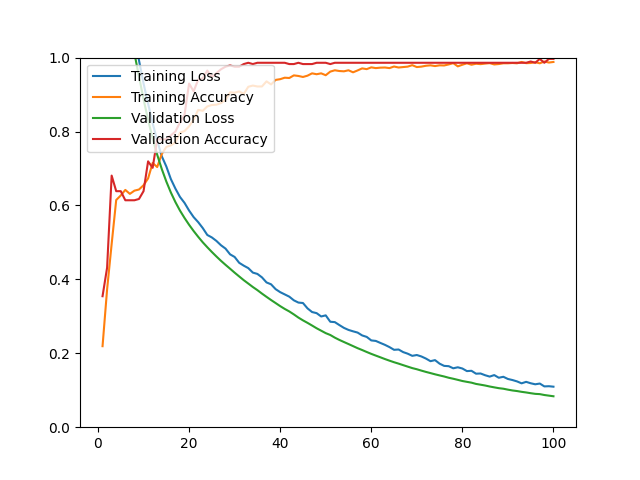 1.0
0.8
0.6
0.4
0.2
0.0
Training Loss
Training Accuracy
Validation Loss
Validation Accuracy
0 20 40 60 80 100